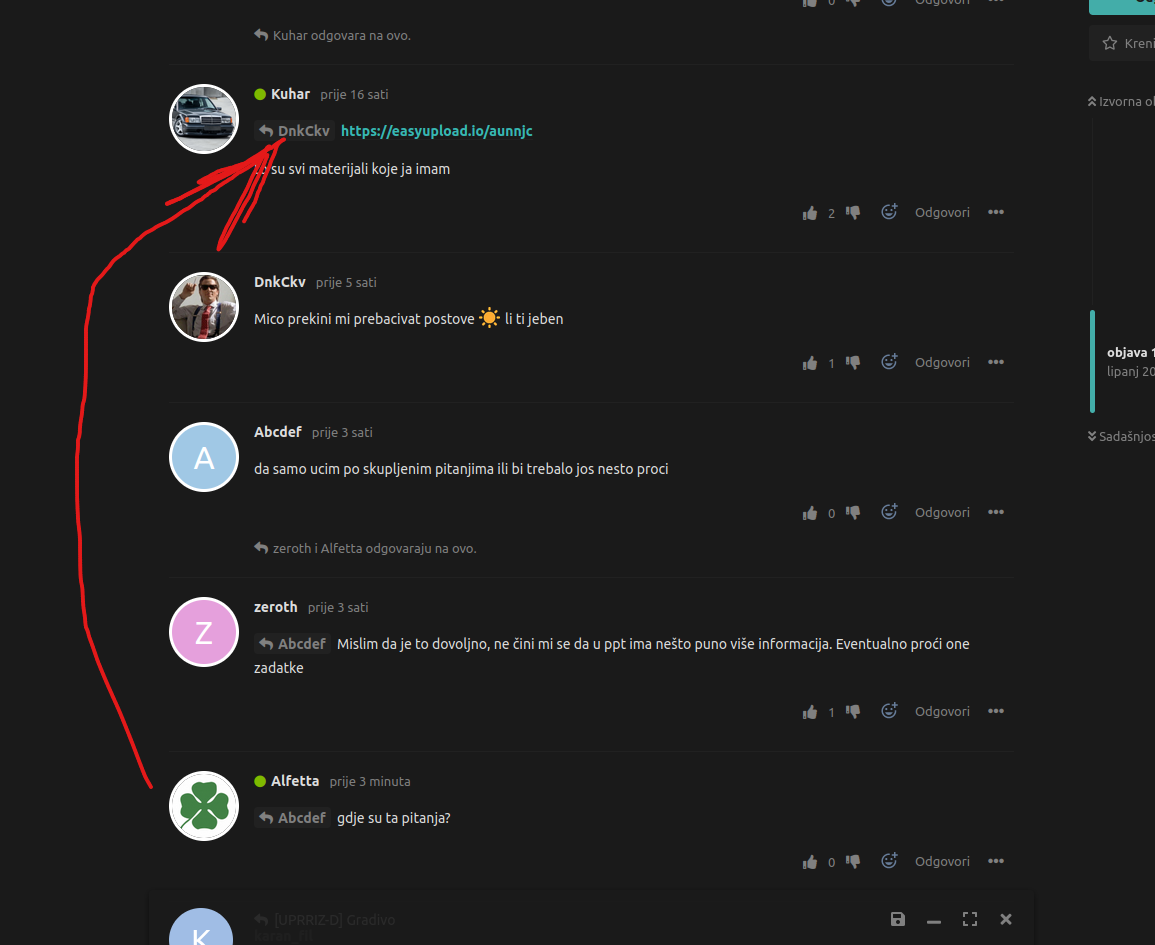 0 Odgovori
Kuhar odgovara na ovo.
Kreni
Kuhar prije 16 sati
Izvorna
DnkCkv https://easyupload.io/aunnjc
su svi materijali koje ja imam
2 Odgovori
DnkCkv prije 5 sati
Mico prekini mi prebacivat postove ☀️ li ti jeben
objava
lipanj 20
1 Odgovori
Abcdef prije 3 sati
Sadašnjos
A
da samo ucim po skupljenim pitanjima ili bi trebalo jos nesto proci
0 Odgovori
zeroth i Alfetta odgovaraju na ovo.
zeroth prije 3 sati
Z
Abcdef Mislim da je to dovoljno, ne čini mi se da u ppt ima nešto puno više informacija. Eventualno proći one
zadatke
1 Odgovori
Alfetta prije 3 minuta
Abcdef gdje su ta pitanja?
0 Odgovori
[UPRRIZ-D] Gradivo
K